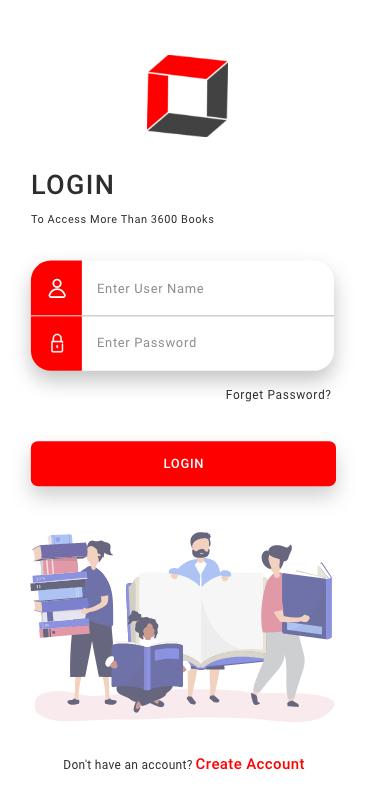 LOGIN
To Access More Than 3600 Books
Enter User Name
Enter Password
Forget Password?
LOGIN
Don't have an account? Create Account